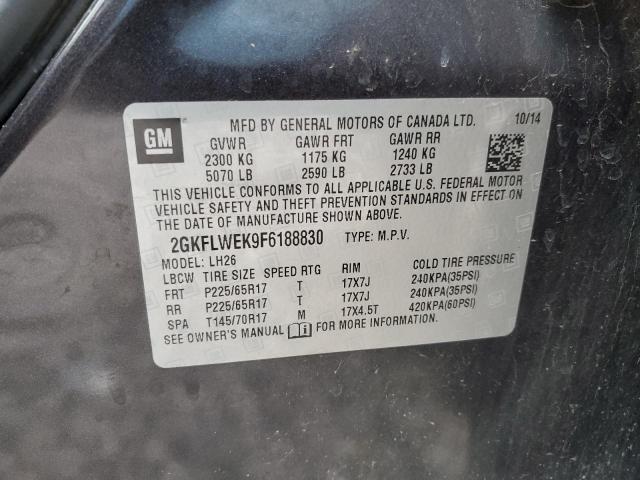 GM
MFD BY GENERAL MOTORS OF CANADA LTD. 10/14
GVWR GAWR FRT GAWR RR
2300 KG 1175 KG 1240 KG
5070 LB 2590 LB 2733 LB
THIS VEHICLE CONFORMS TO ALL APPLICABLE U.S. FEDERAL MOTOR
VEHICLE SAFETY AND THEFT PREVENTION STANDARDS IN EFFECT ON
THE DATE OF MANUFACTURE SHOWN ABOVE.
2GKFLWEK9F6188830 TYPE: M.P.V.
MODEL: LH26
LBCW TIRE SIZE SPEED RTG RIM COLD TIRE PRESSURE
FRT P225/65R17 T 17X7J 240KPA(35PSI)
RR P225/65R17 T 17X7J 240KPA(35PSI)
SPA T145/70R17 M 17X4.5T 420KPA(60PSI)
SEE OWNER'S MANUAL